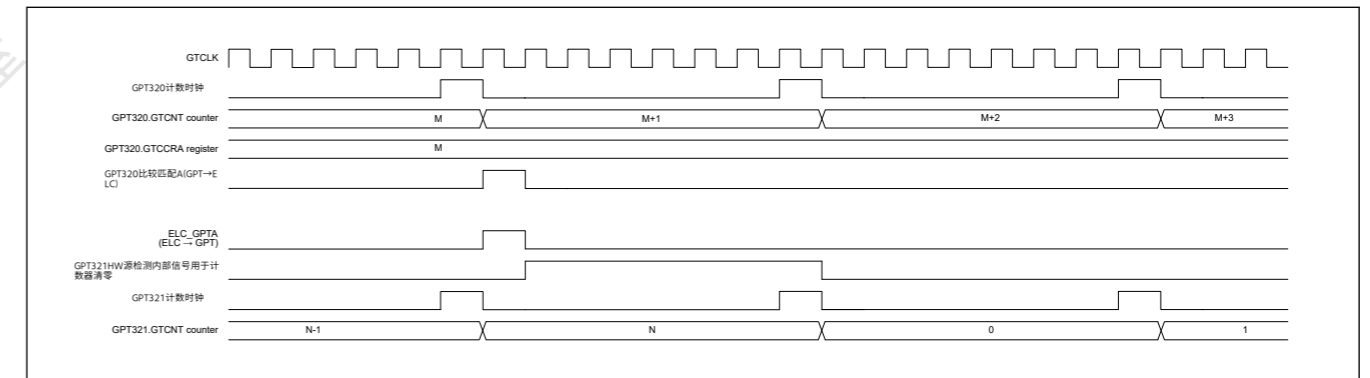 GTCLK
GPT320计数时钟
GPT320.GTCNT counter M M+1 M+2 M+3
GPT320.GTCCRA register M
GPT320比较匹配A(GPT→E
LC)
ELC_GPTA
(ELC → GPT)
GPT321HW源检测内部信号用于计
数器清零
GPT321计数时钟
GPT321.GTCNT counter N-1 N 0 1